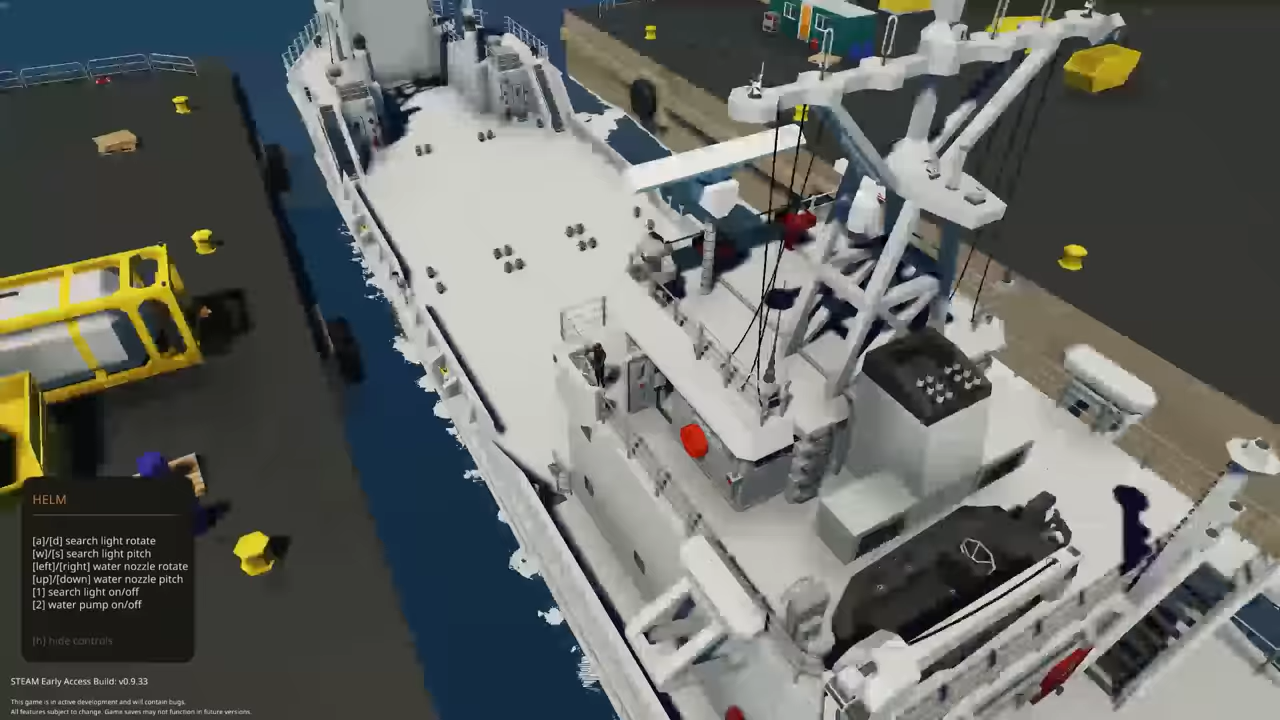 HELM
[a]/[d] search light rotate
[w]/[s] search light pitch
[left]/[right] water nozzle rotate
[up]/[down] water nozzle pitch
[1] search light on/off
[2] water pump on/off
[h] hide controls
STEAM Early Access Build: v0.9.33
This game is in active development and will contain bugs.
All features subject to change. Game saves may not function in future versions.